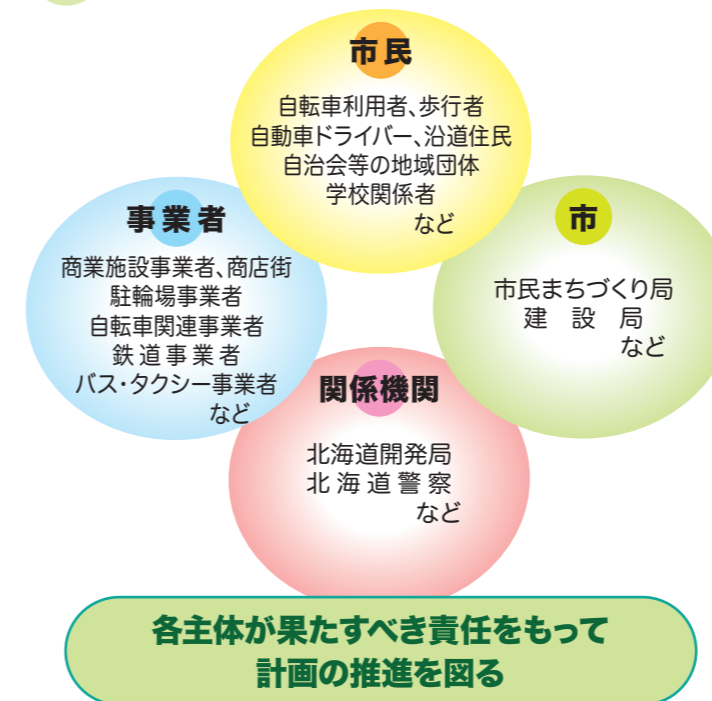 市民
自転車利用者、歩行者
自動車ドライバー、沿道住民
自治会等の地域団体
学校関係者
など
事業者
商業施設事業者、商店街
駐輪場事業者
自転車関連事業者
鉄道事業者
バス・タクシー事業者
など
市
市民まちづくり局
建設局
など
関係機関
北海道開発局
北海道警察
など
各主体が果たすべき責任をもって
計画の推進を図る